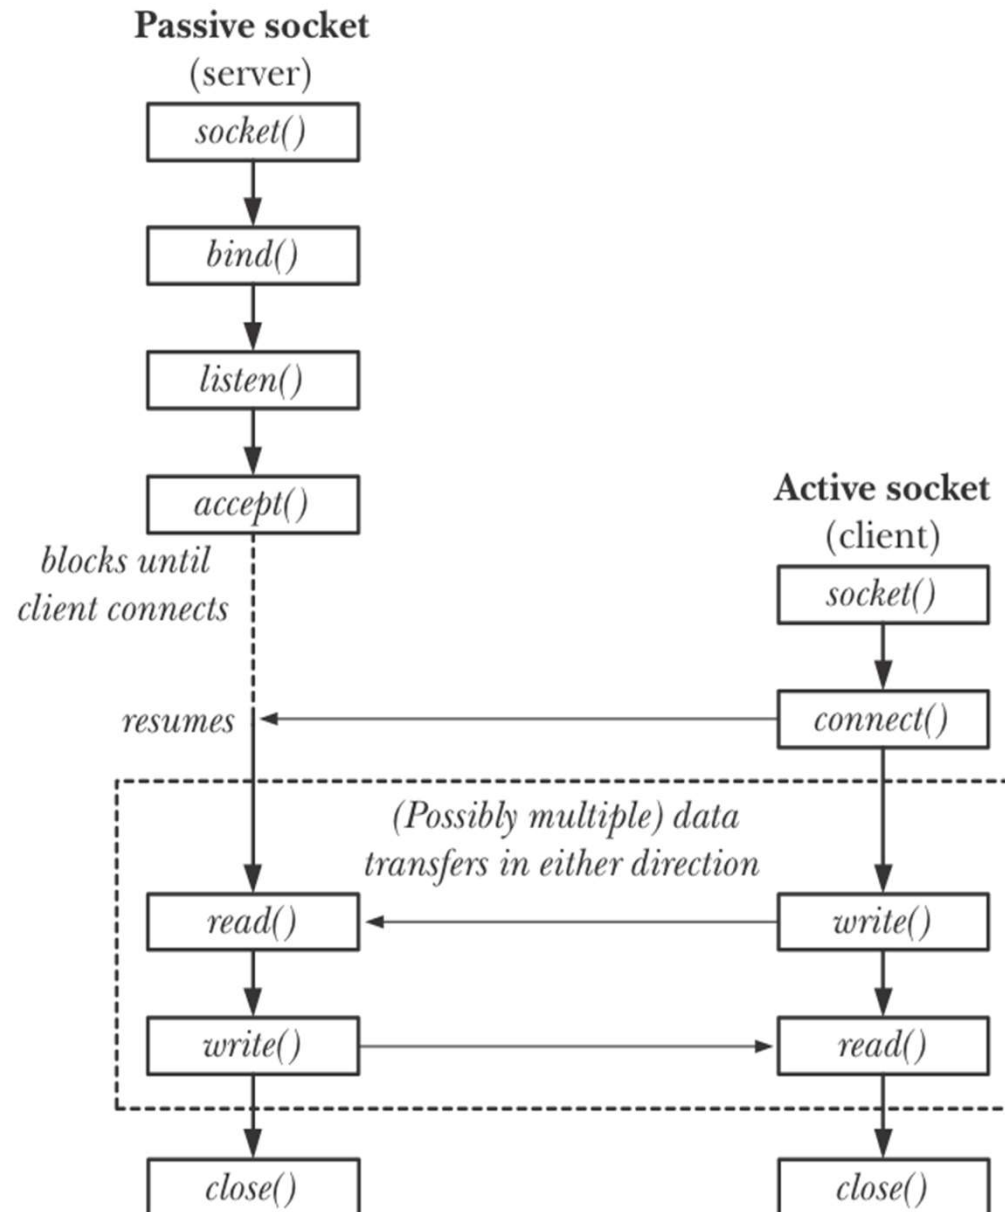 Passive socket
(server)
socket()
bind()
listen()
accept()
blocks until
client connects
Active socket
(client)
socket()
connect()
resumes
(Possibly multiple) data
transfers in either direction
read()
write()
write()
read()
close()
close()